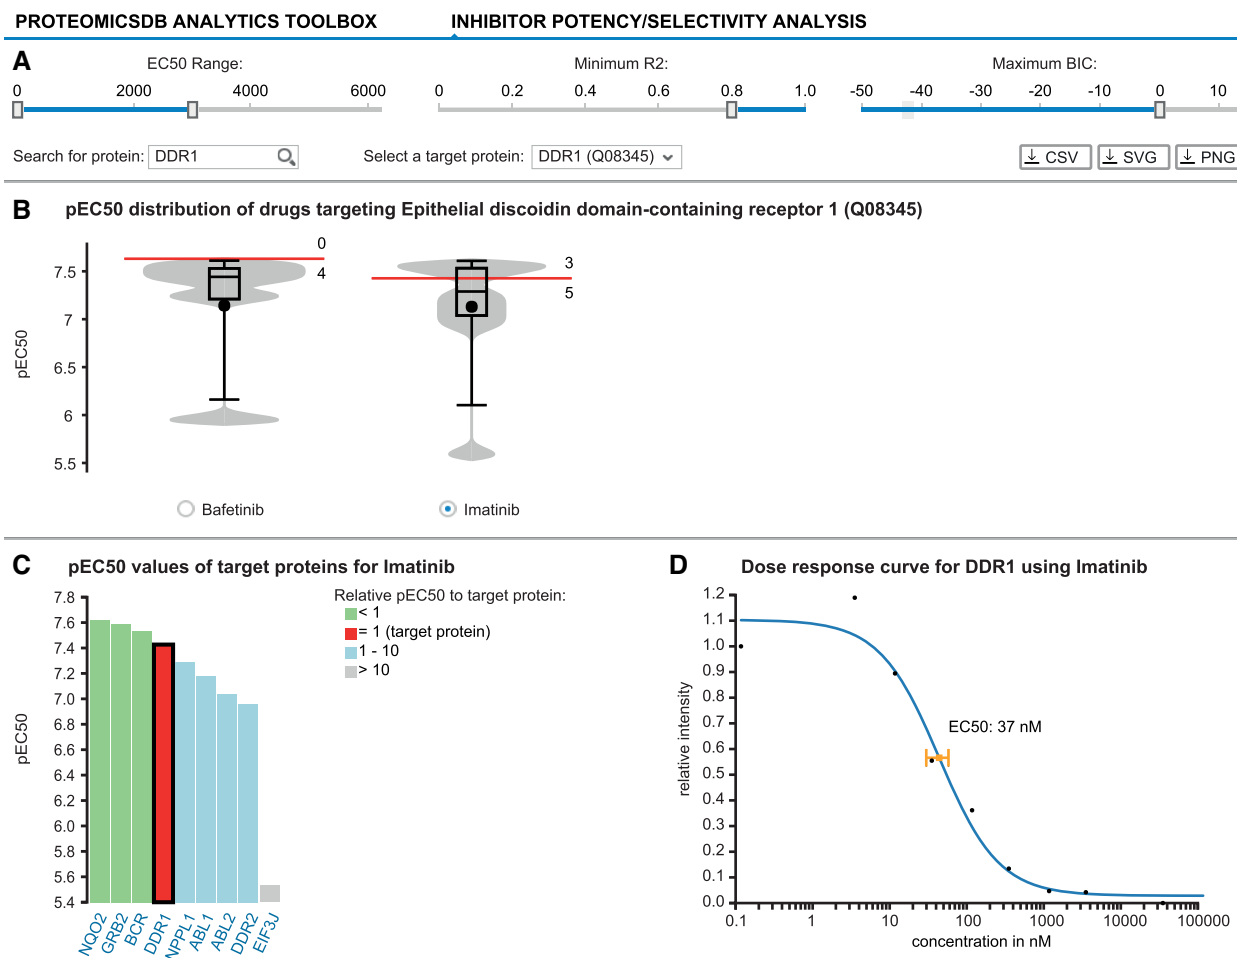 PROTEOMICSDB ANALYTICS TOOLBOX INHIBITOR POTENCY/SELECTIVITY ANALYSIS
A
EC50 Range: Minimum R2: Maximum BIC:
0 2000 4000 6000 0 0.2 0.4 0.6 0.8 1.0 -50 -40 -30 -20 -10 0 10
Search for protein: DDR1 Select a target protein: DDR1 (Q08345) CSV SVG PNG
B pEC50 distribution of drugs targeting Epithelial discoidin domain-containing receptor 1 (Q08345)
0
3
7.5 4
5
7
6.5
6
5.5
pEC50
Bafetinib Imatinib
C pEC50 values of target proteins for Imatinib
Relative pEC50 to target protein:
< 1
= 1 (target protein)
1 - 10
> 10
7.8
7.6
7.4
7.2
7.0
6.8
6.6
6.4
6.2
6.0
5.8
5.6
5.4
pEC50
NQO2 GRB2 BCR DDR1 NPPL1 ABL1 ABL2 DDR2 EIF3J
D Dose response curve for DDR1 using Imatinib
1.2
1.1
1.0
0.9
0.8
0.7
0.6
0.5
0.4
0.3
0.2
0.1
0.0
relative intensity
EC50: 37 nM
0.1 1 10 100 1000 10000 100000
concentration in nM